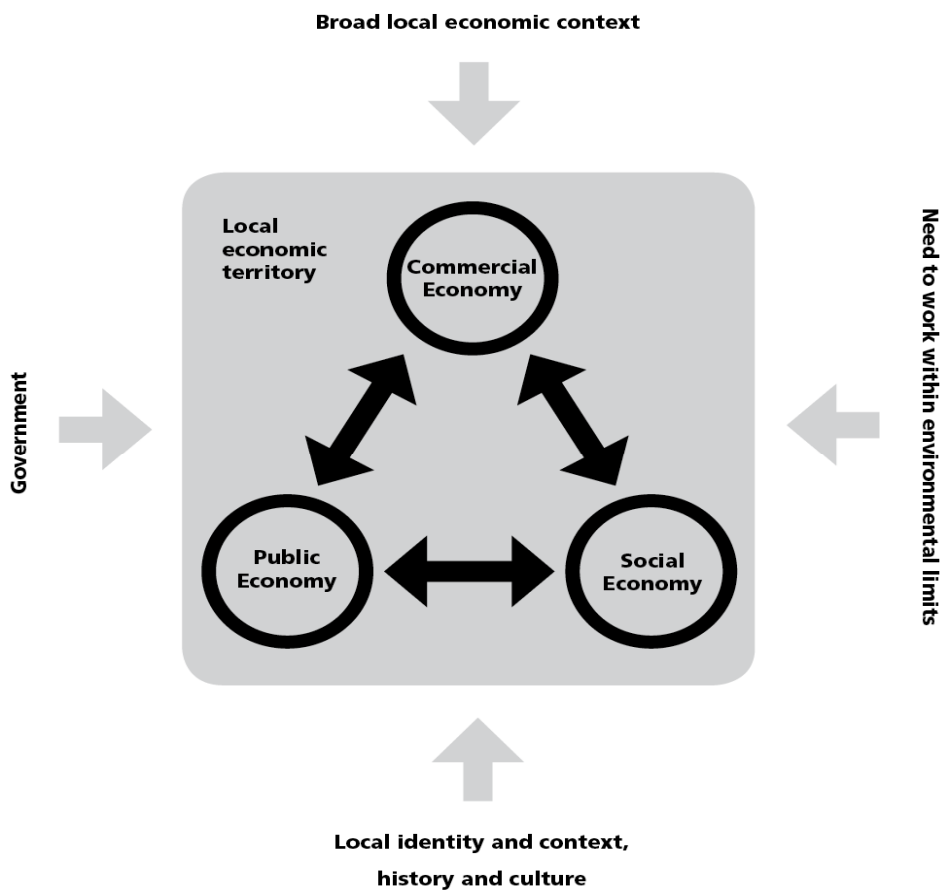 Broad local economic context
Local
economic
territory
Commercial
Economy
Government
Need to work within environmental limits
Public
Economy
Social
Economy
Local identity and context,
history and culture